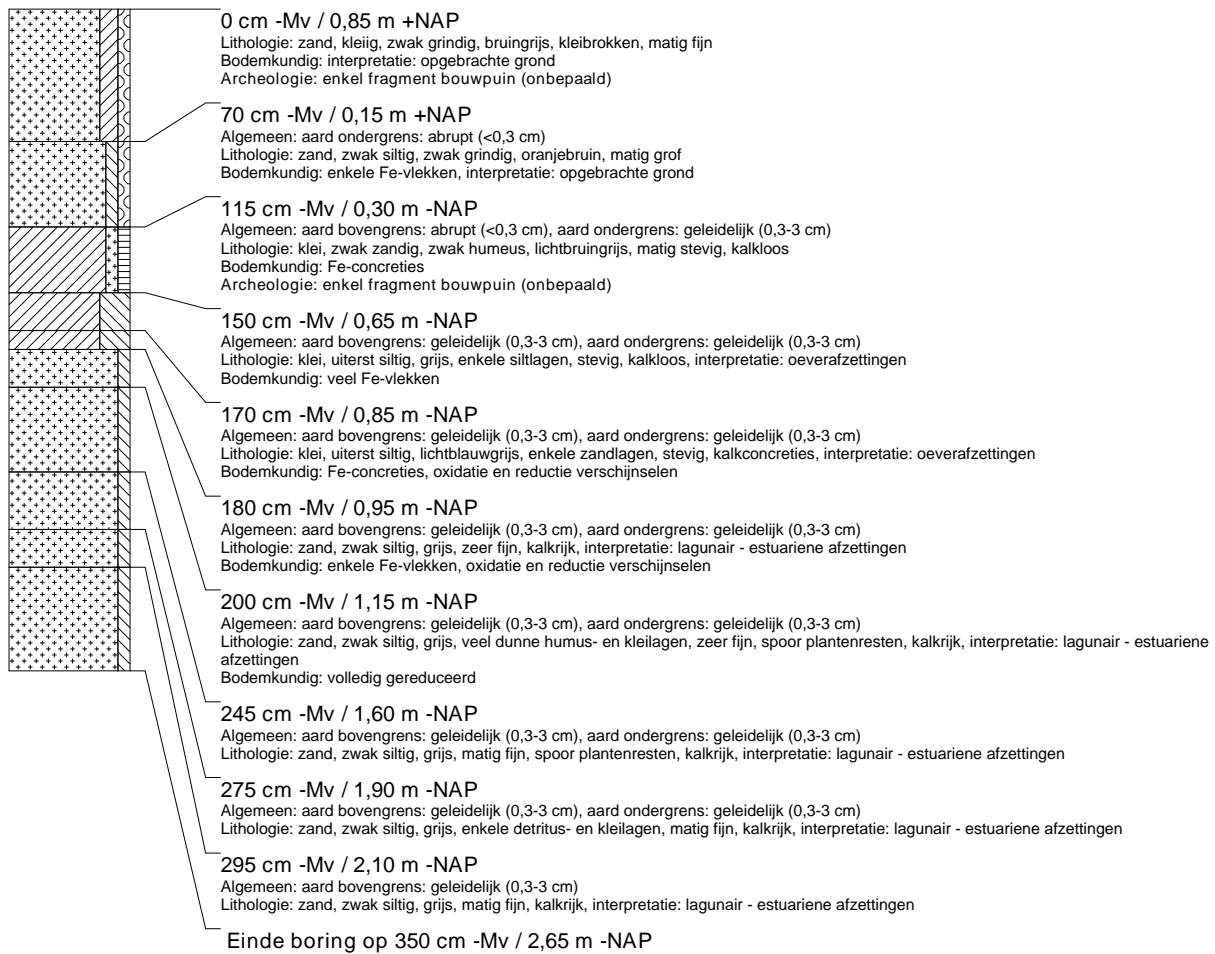 0 cm -Mv / 0,85 m +NAP
Lithologie: zand, kleiig, zwak grindig, bruingrijs, kleibrokken, matig fijn
Bodemkundig: interpretatie: opgebrachte grond
Archeologie: enkel fragment bouwpuin (onbepaald)
70 cm -Mv / 0,15 m +NAP
Algemeen: aard ondergrens: abrupt (<0,3 cm)
Lithologie: zand, zwak siltig, zwak grindig, oranjebruin, matig grof
Bodemkundig: enkele Fe-vlekken, interpretatie: opgebrachte grond
115 cm -Mv / 0,30 m -NAP
Algemeen: aard bovengrens: abrupt (<0,3 cm), aard ondergrens: geleidelijk (0,3-3 cm)
Lithologie: klei, zwak zandig, zwak humeus, lichtbruingrijs, matig stevig, kalkloos
Bodemkundig: Fe-concreties
Archeologie: enkel fragment bouwpuin (onbepaald)
150 cm -Mv / 0,65 m -NAP
Algemeen: aard bovengrens: geleidelijk (0,3-3 cm), aard ondergrens: geleidelijk (0,3-3 cm)
Lithologie: klei, uiterst siltig, grijs, enkele siltlagen, stevig, kalkloos, interpretatie: oeverafzettingen
Bodemkundig: veel Fe-vlekken
170 cm -Mv / 0,85 m -NAP
Algemeen: aard bovengrens: geleidelijk (0,3-3 cm), aard ondergrens: geleidelijk (0,3-3 cm)
Lithologie: klei, uiterst siltig, lichtblauwgrijs, enkele zandlagen, stevig, kalkconcreties, interpretatie: oeverafzettingen
Bodemkundig: Fe-concreties, oxidatie en reductie verschijnselen
180 cm -Mv / 0,95 m -NAP
Algemeen: aard bovengrens: geleidelijk (0,3-3 cm), aard ondergrens: geleidelijk (0,3-3 cm)
Lithologie: zand, zwak siltig, grijs, zeer fijn, kalkrijk, interpretatie: lagunair - estuariene afzettingen
Bodemkundig: enkele Fe-vlekken, oxidatie en reductie verschijnselen
200 cm -Mv / 1,15 m -NAP
Algemeen: aard bovengrens: geleidelijk (0,3-3 cm), aard ondergrens: geleidelijk (0,3-3 cm)
Lithologie: zand, zwak siltig, grijs, veel dunne humus- en kleilagen, zeer fijn, spoor plantenresten, kalkrijk, interpretatie: lagunair - estuariene
afzettingen
Bodemkundig: volledig gereduceerd
245 cm -Mv / 1,60 m -NAP
Algemeen: aard bovengrens: geleidelijk (0,3-3 cm), aard ondergrens: geleidelijk (0,3-3 cm)
Lithologie: zand, zwak siltig, grijs, matig fijn, spoor plantenresten, kalkrijk, interpretatie: lagunair - estuariene afzettingen
275 cm -Mv / 1,90 m -NAP
Algemeen: aard bovengrens: geleidelijk (0,3-3 cm), aard ondergrens: geleidelijk (0,3-3 cm)
Lithologie: zand, zwak siltig, grijs, enkele detritus- en kleilagen, matig fijn, kalkrijk, interpretatie: lagunair - estuariene afzettingen
295 cm -Mv / 2,10 m -NAP
Algemeen: aard bovengrens: geleidelijk (0,3-3 cm)
Lithologie: zand, zwak siltig, grijs, matig fijn, kalkrijk, interpretatie: lagunair - estuariene afzettingen
Einde boring op 350 cm -Mv / 2,65 m -NAP